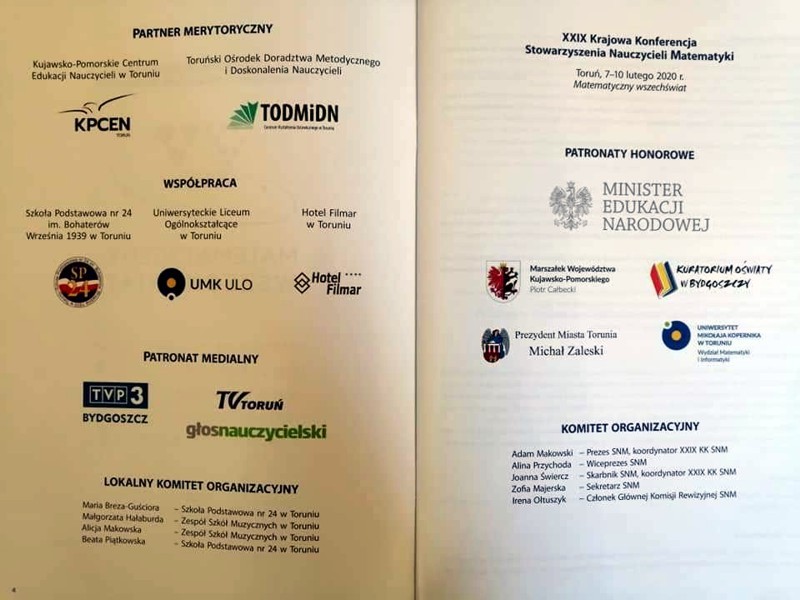 PARTNER MERYTORYCZNY
Kujawsko-Pomorskie Centrum
Edukacji Nauczycieli w Toruniu
Toruński Ośrodek Doradztwa Metodycznego
i Doskonalenia Nauczycieli
KPCEN
TORUŃ
TODMiDN
WSPÓŁPRACA
Szkoła Podstawowa nr 24
im. Bohaterów
Września 1939 w Toruniu
Uniwersyteckie Liceum
Ogólnokształcące
w Toruniu
Hotel Filmar
w Toruniu
SP
24
UMK ULO
Hotel
Filmar
PATRONAT MEDIALNY
TVP3
BYDGOSZCZ
TV TORUŃ
głosnauczycielski
LOKALNY KOMITET ORGANIZACYJNY
Maria Breza-Guściora – Szkoła Podstawowa nr 24 w Toruniu
Małgorzata Hałaburda – Zespół Szkół Muzycznych w Toruniu
Alicja Makowska – Zespół Szkół Muzycznych w Toruniu
Beata Piątkowska – Szkoła Podstawowa nr 24 w Toruniu
4
XXIX Krajowa Konferencja
Stowarzyszenia Nauczycieli Matematyki
Toruń, 7–10 lutego 2020 r.
Matematyczny wszechświat
PATRONATY HONOROWE
MINISTER
EDUKACJI
NARODOWEJ
Marszałek Województwa
Kujawsko-Pomorskiego
Piotr Całbecki
KURATORIUM OŚWIATY
W BYDGOSZCZY
Prezydent Miasta Torunia
Michał Zaleski
UNIWERSYTET
MIKOŁAJA KOPERNIKA
W TORUNIU
Wydział Matematyki
i Informatyki
KOMITET ORGANIZACYJNY
Adam Makowski – Prezes SNM, koordynator XXIX KK SNM
Alina Przychoda – Wiceprezes SNM
Joanna Świercz – Skarbnik SNM, koordynator XXIX KK SNM
Zofia Majerska – Sekretarz SNM
Irena Ołtuszyk – Członek Głównej Komisji Rewizyjnej SNM